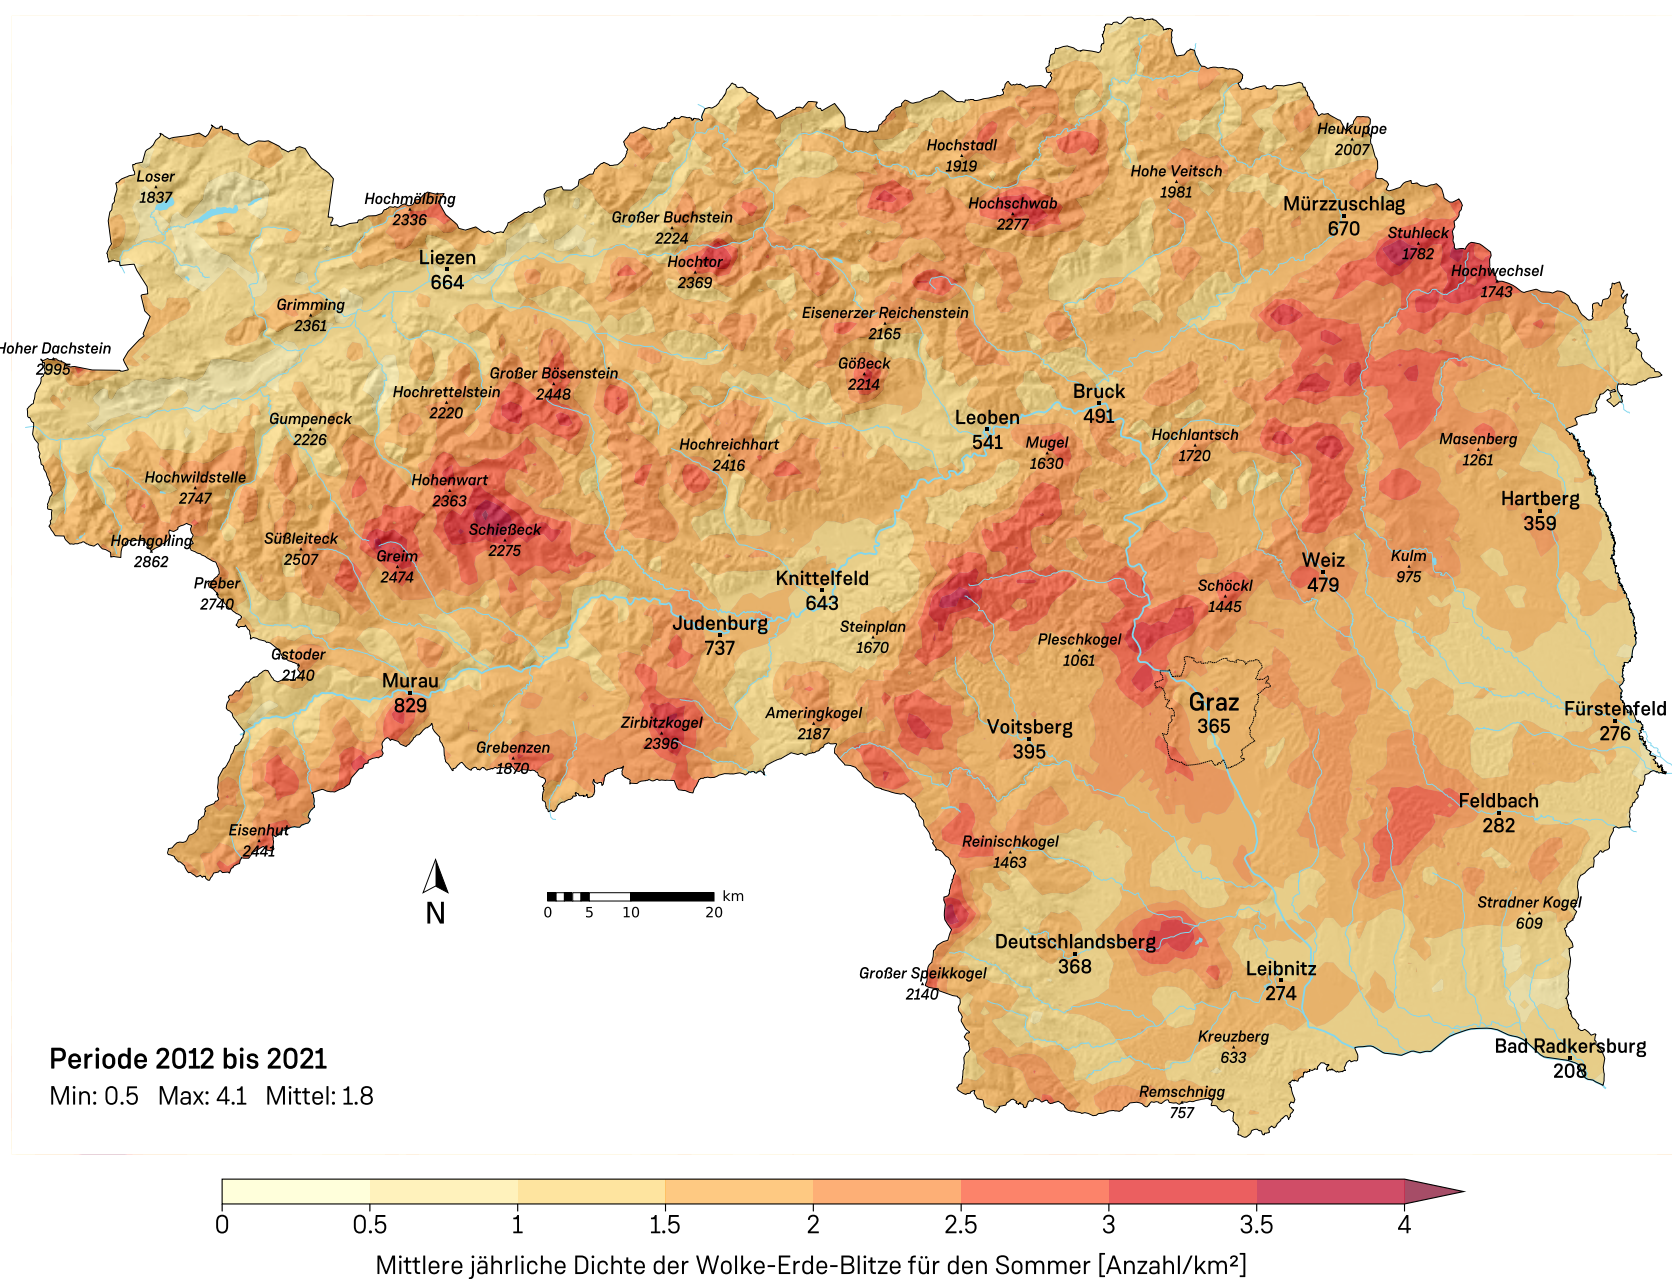 Heukuppe
2007
Hochstadl
1919
Hohe Veitsch
1981
Loser
1837
Hochmölbing
2336
Hochschwab
2277
Mürzzuschlag
670
Großer Buchstein
2224
Stuhleck
1782
Liezen
664
Hochtor
2369
Hochwechsel
1743
Grimming
2361
Eisenerzer Reichenstein
2165
Hoher Dachstein
2995
Gößeck
2214
Großer Bösenstein
2448
Hochrettelstein
2220
Bruck
491
Gumpeneck
2226
Leoben
541
Hochreichhart
2416
Mugel
1630
Hochlantsch
1720
Masenberg
1261
Hochwildstelle
2747
Hohenwart
2363
Hartberg
359
Schießeck
2275
Hochgolling
2862
Süßleiteck
2507
Greim
2474
Weiz
479
Kulm
975
Preber
2740
Knittelfeld
643
Schöckl
1445
Judenburg
737
Steinplan
1670
Pleschkogel
1061
Gstoder
2140
Murau
829
Graz
365
Zirbitzkogel
2396
Ameringkogel
2187
Voitsberg
395
Fürstenfeld
276
Grebenzen
1870
Feldbach
282
Eisenhut
2441
Reinischkogel
1463
N
km
0 5 10 20
Stradner Kogel
609
Deutschlandsberg
368
Großer Speikkogel
2140
Leibnitz
274
Kreuzberg
633
Bad Radkersburg
208
Remschnigg
757
Periode 2012 bis 2021
Min: 0.5 Max: 4.1 Mittel: 1.8
0 0.5 1 1.5 2 2.5 3 3.5 4
Mittlere jährliche Dichte der Wolke-Erde-Blitze für den Sommer [Anzahl/km²]